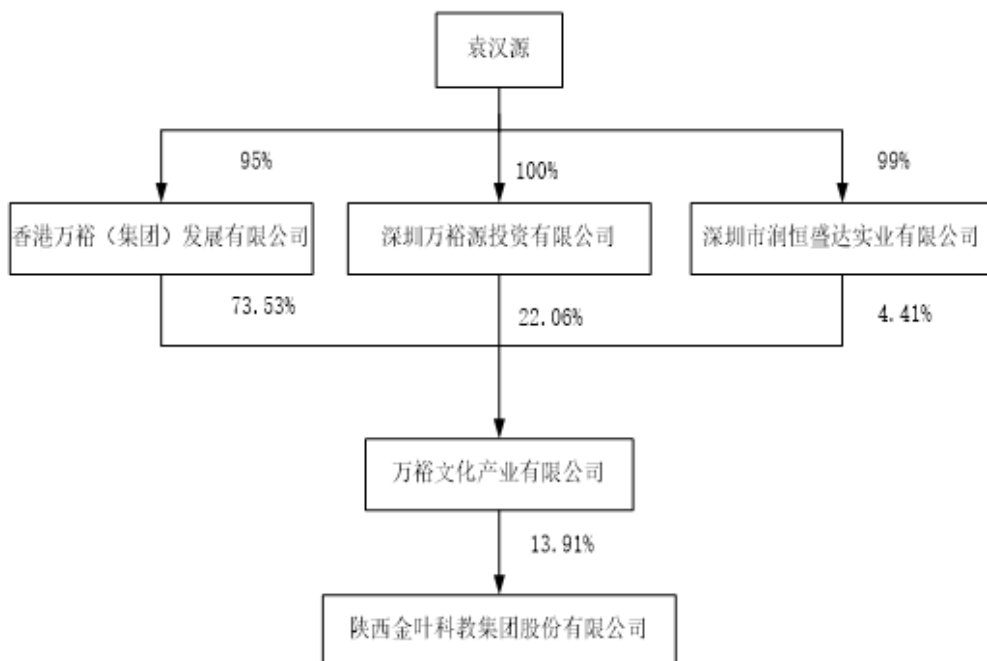 袁汉源
95%
100%
99%
香港万裕（集团）发展有限公司
深圳万裕源投资有限公司
深圳市润恒盛达实业有限公司
73.53%
22.06%
4.41%
万裕文化产业有限公司
13.91%
陕西金叶科教集团股份有限公司